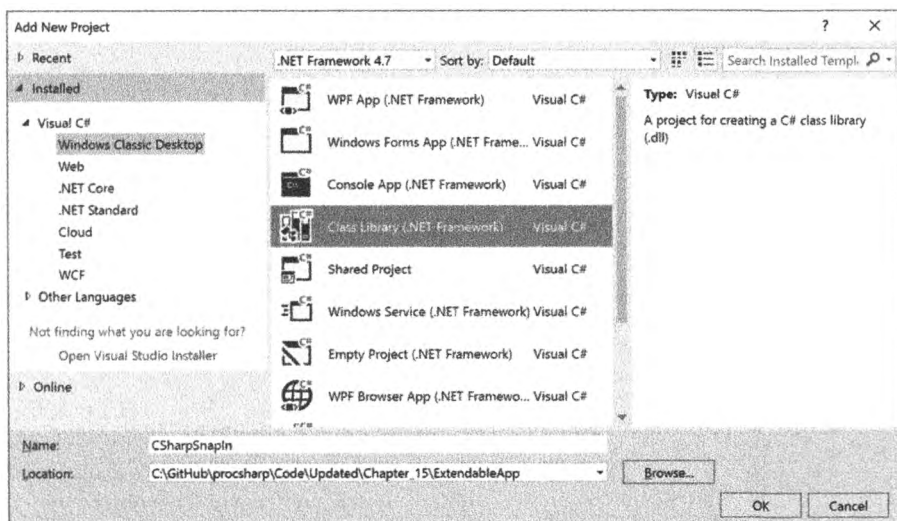 Add New Project
? ×
Recent
.NET Framework 4.7 Sort by: Default Search Installed Templ
Installed
Visual C#
Windows Classic Desktop
Web
.NET Core
.NET Standard
Cloud
Test
WCF
Other Languages
Not finding what you are looking for?
Open Visual Studio Installer
Online
C# WPF App (.NET Framework) Visual C#
C# Windows Forms App (.NET Frame... Visual C#
C# Console App (.NET Framework) Visual C#
C# Class Library (.NET Framework) Visual C#
C# Shared Project Visual C#
C# Windows Service (.NET Framework) Visual C#
C# Empty Project (.NET Framework) Visual C#
C# WPF Browser App (.NET Framewo... Visual C#
Type: Visual C#
A project for creating a C# class library
(.dll)
Name: CSharpSnapIn
Location: C:\GitHub\procsharp\Code\Updated\Chapter_15\ExtendableApp Browse...
OK Cancel